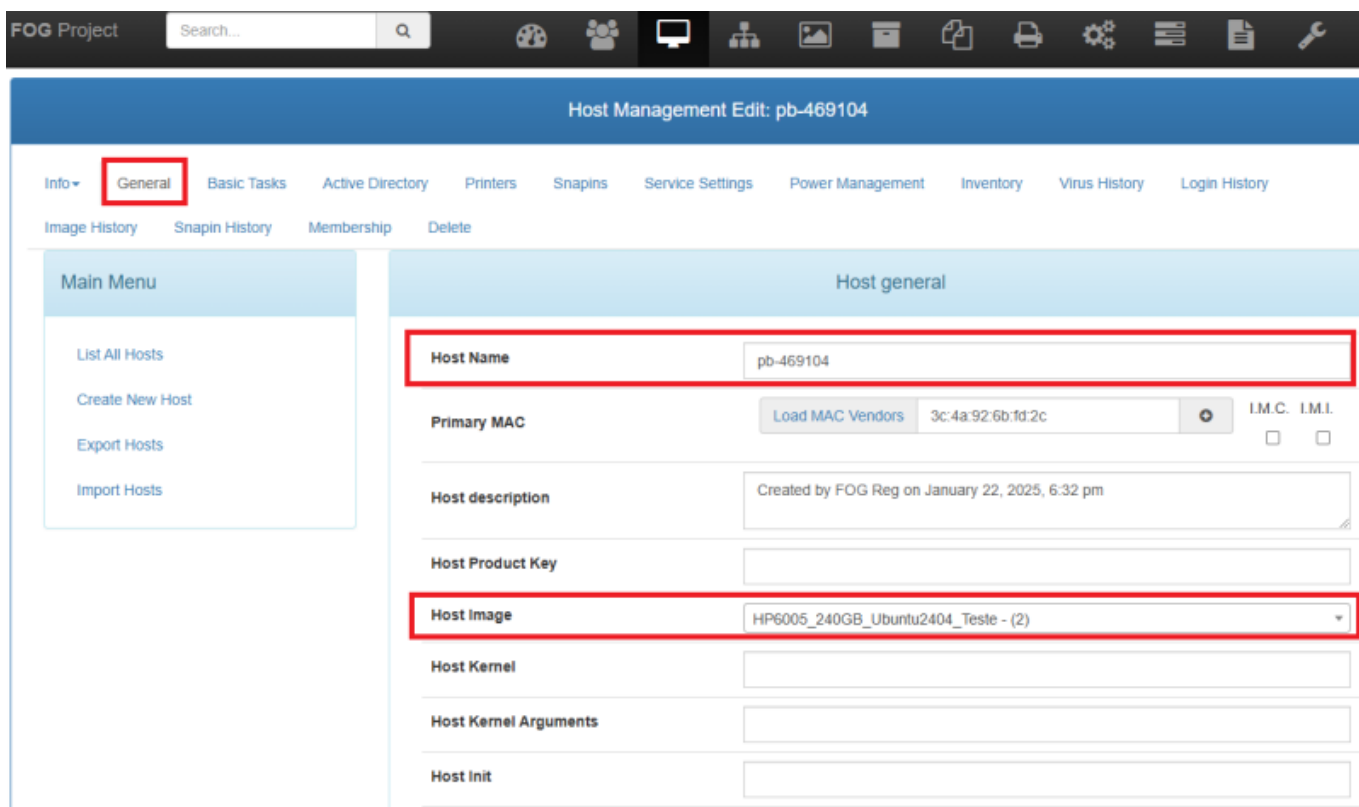 FOG Project Search...
Host Management Edit: pb-469104
Info General Basic Tasks Active Directory Printers Snapins Service Settings Power Management Inventory Virus History Login History
Image History Snapin History Membership Delete
Main Menu
List All Hosts
Create New Host
Export Hosts
Import Hosts
Host general
Host Name pb-469104
Primary MAC Load MAC Vendors 3c:4a:92:6b:fd:2c I.M.C. I.M.I.
Host description Created by FOG Reg on January 22, 2025, 6:32 pm
Host Product Key
Host Image HP6005_240GB_Ubuntu2404_Teste - (2)
Host Kernel
Host Kernel Arguments
Host Init